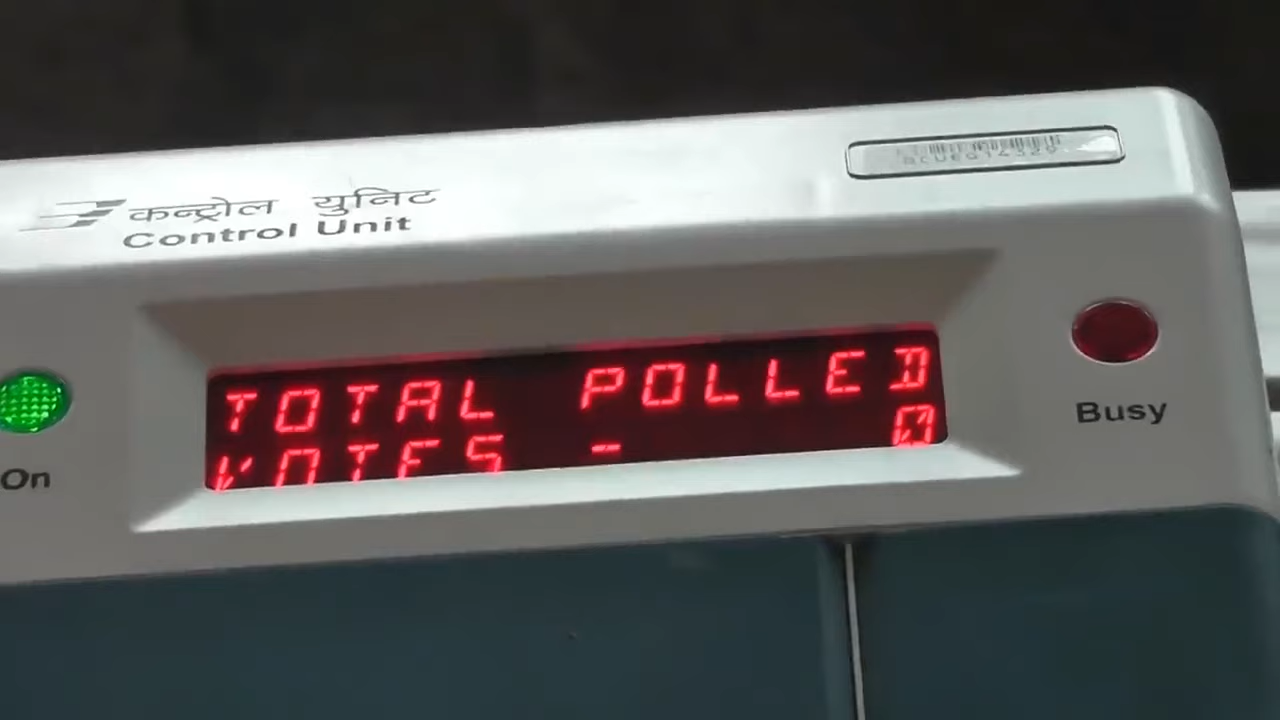 कन्ट्रोल युनिट
Control Unit
TOTAL POLLED
VOTES - 0
On
Busy